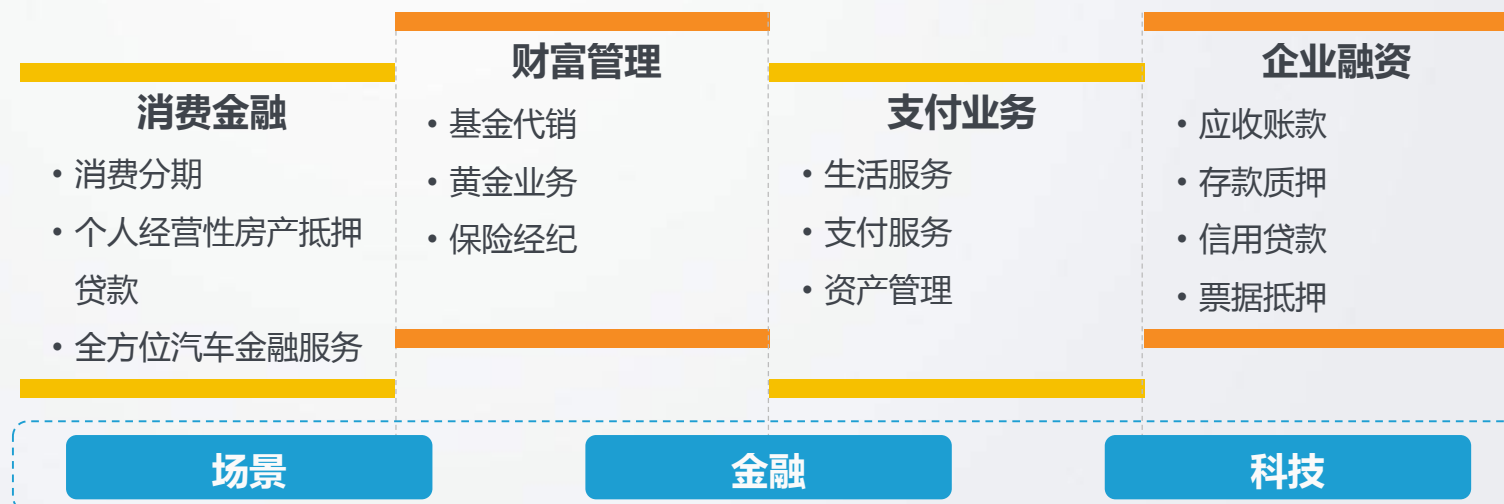 消费金融
• 消费分期
• 个人经营性房产抵押
贷款
• 全方位汽车金融服务
财富管理
• 基金代销
• 黄金业务
• 保险经纪
支付业务
• 生活服务
• 支付服务
• 资产管理
企业融资
• 应收账款
• 存款质押
• 信用贷款
• 票据抵押
场景
金融
科技